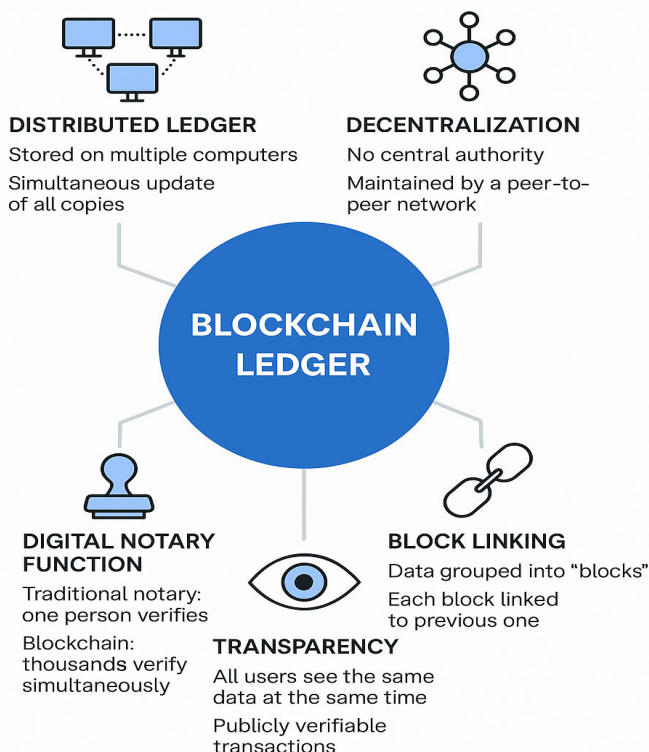 DISTRIBUTED LEDGER
Stored on multiple computers
Simultaneous update
of all copies
DECENTRALIZATION
No central authority
Maintained by a peer-to-
peer network
BLOCKCHAIN
LEDGER
DIGITAL NOTARY
FUNCTION
Traditional notary:
one person verifies
Blockchain:
thousands verify
simultaneously
TRANSPARENCY
All users see the same
data at the same time
Publicly verifiable
transactions
BLOCK LINKING
Data grouped into “blocks”
Each block linked
to previous one